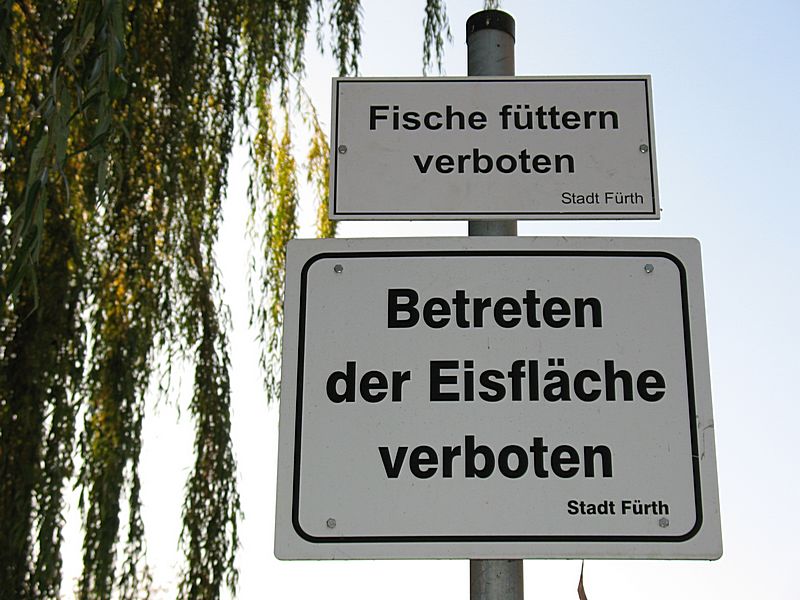 Fische füttern
verboten
Stadt Fürth
Betreten
der Eisfläche
verboten
Stadt Fürth